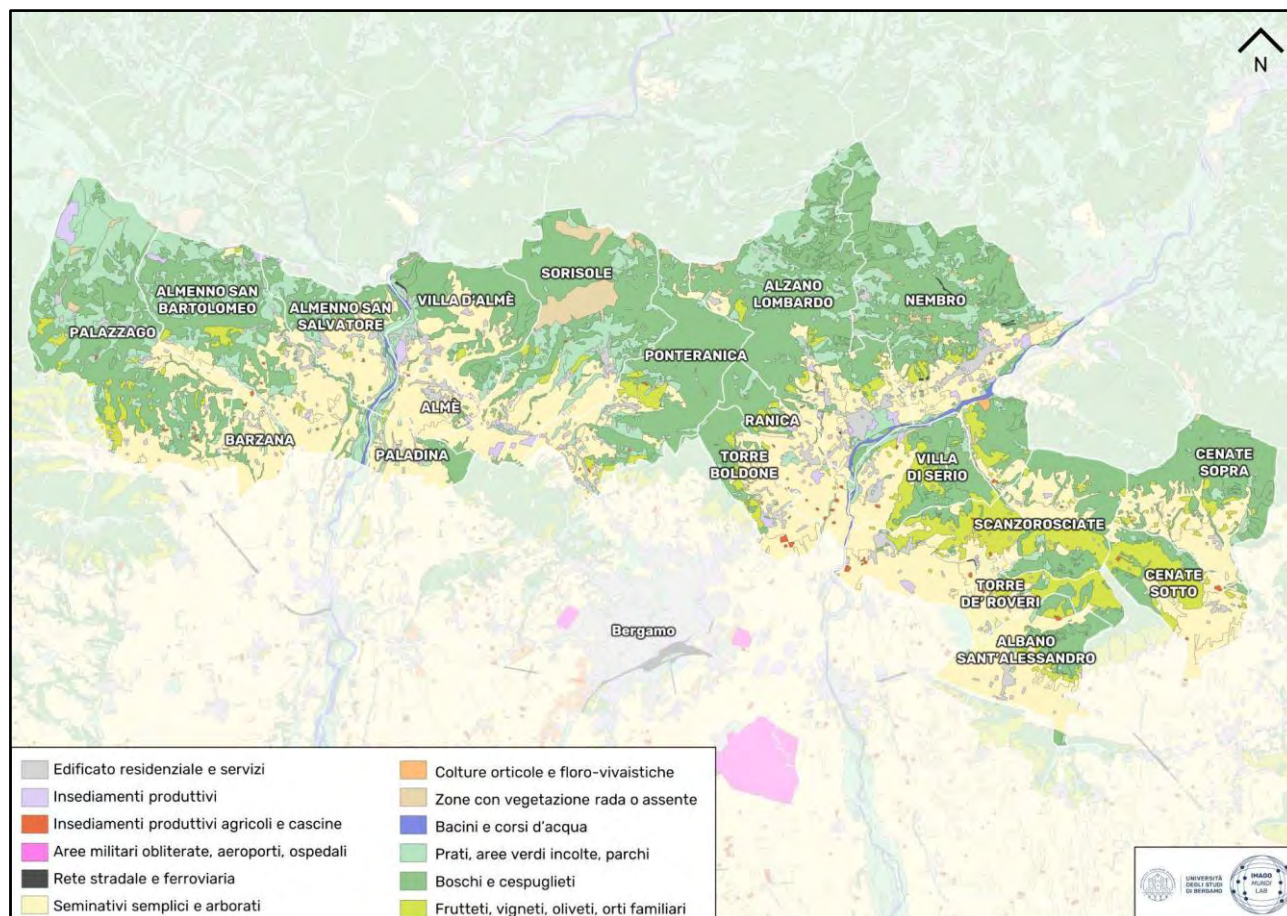 N
SORISOLE
ALMENNO SAN
BARTOLOMEO
ALMENNO SAN
SALVATORE
VILLA D'ALMÈ
ALZANO
LOMBARDO
NEMBRO
PALAZZAGO
PONTERANICA
ALMÈ
RANICA
BARZANA
PALADINA
TORRE
BOLDONE
VILLA
DI SERIO
CENATE
SOPRA
SCANZOROSCIATE
CENATE
SOTTO
TORRE
DE' ROVERI
Bergamo
ALBANO
SANT'ALESSANDRO
Edificato residenziale e servizi
Insediamenti produttivi
Insediamenti produttivi agricoli e cascine
Aree militari obliterate, aeroporti, ospedali
Rete stradale e ferroviaria
Seminativi semplici e arborati
Colture orticole e floro-vivaistiche
Zone con vegetazione rada o assente
Bacini e corsi d'acqua
Prati, aree verdi incolte, parchi
Boschi e cespuglieti
Frutteti, vigneti, oliveti, orti familiari
UNIVERSITÀ
DEGLI STUDI
DI BERGAMO
IMAGO
MUNDI
LAB